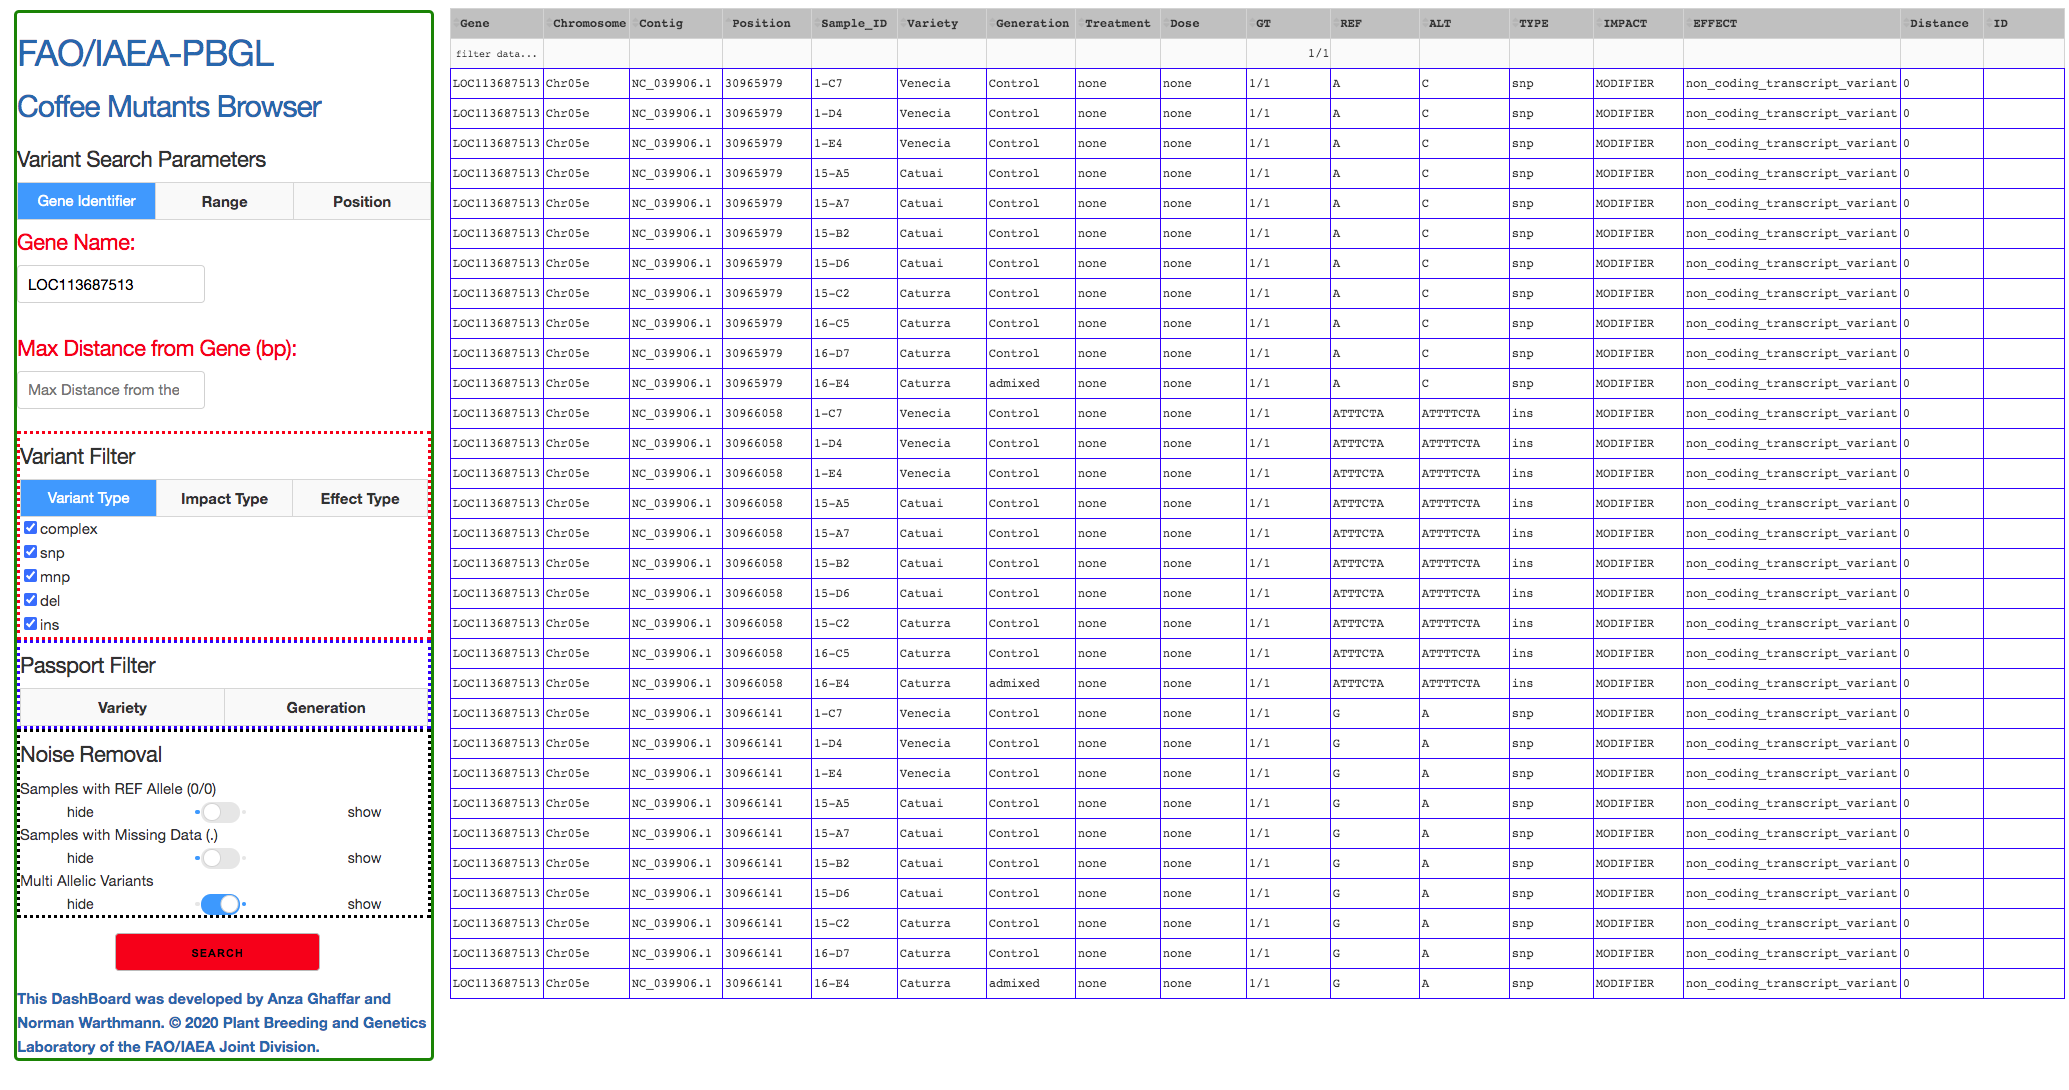 FAO/IAEA-PBGL
Coffee Mutants Browser
Variant Search Parameters
Gene Identifier Range Position
Gene Name:
LOC113687513
Max Distance from Gene (bp):
Max Distance from the
Variant Filter
Variant Type Impact Type Effect Type
complex
snp
mnp
del
ins
Passport Filter
Variety Generation
Noise Removal
Samples with REF Allele (0/0)
hide show
Samples with Missing Data (.)
hide show
Multi Allelic Variants
hide show
SEARCH
This DashBoard was developed by Anza Ghaffar and
Norman Warthmann. © 2020 Plant Breeding and Genetics
Laboratory of the FAO/IAEA Joint Division.
Gene Chromosome Contig Position Sample_ID Variety Generation Treatment Dose GT REF ALT TYPE IMPACT EFFECT Distance ID
filter data... 1/1
LOC113687513 Chr05e NC_039906.1 30965979 1-C7 Venecia Control none none 1/1 A C snp MODIFIER non_coding_transcript_variant 0
LOC113687513 Chr05e NC_039906.1 30965979 1-D4 Venecia Control none none 1/1 A C snp MODIFIER non_coding_transcript_variant 0
LOC113687513 Chr05e NC_039906.1 30965979 1-E4 Venecia Control none none 1/1 A C snp MODIFIER non_coding_transcript_variant 0
LOC113687513 Chr05e NC_039906.1 30965979 15-A5 Catuai Control none none 1/1 A C snp MODIFIER non_coding_transcript_variant 0
LOC113687513 Chr05e NC_039906.1 30965979 15-A7 Catuai Control none none 1/1 A C snp MODIFIER non_coding_transcript_variant 0
LOC113687513 Chr05e NC_039906.1 30965979 15-B2 Catuai Control none none 1/1 A C snp MODIFIER non_coding_transcript_variant 0
LOC113687513 Chr05e NC_039906.1 30965979 15-D6 Catuai Control none none 1/1 A C snp MODIFIER non_coding_transcript_variant 0
LOC113687513 Chr05e NC_039906.1 30965979 15-C2 Caturra Control none none 1/1 A C snp MODIFIER non_coding_transcript_variant 0
LOC113687513 Chr05e NC_039906.1 30965979 16-C5 Caturra Control none none 1/1 A C snp MODIFIER non_coding_transcript_variant 0
LOC113687513 Chr05e NC_039906.1 30965979 16-D7 Caturra Control none none 1/1 A C snp MODIFIER non_coding_transcript_variant 0
LOC113687513 Chr05e NC_039906.1 30965979 16-E4 Caturra admixed none none 1/1 A C snp MODIFIER non_coding_transcript_variant 0
LOC113687513 Chr05e NC_039906.1 30966058 1-C7 Venecia Control none none 1/1 ATTTCTA ATTTTCTA ins MODIFIER non_coding_transcript_variant 0
LOC113687513 Chr05e NC_039906.1 30966058 1-D4 Venecia Control none none 1/1 ATTTCTA ATTTTCTA ins MODIFIER non_coding_transcript_variant 0
LOC113687513 Chr05e NC_039906.1 30966058 1-E4 Venecia Control none none 1/1 ATTTCTA ATTTTCTA ins MODIFIER non_coding_transcript_variant 0
LOC113687513 Chr05e NC_039906.1 30966058 15-A5 Catuai Control none none 1/1 ATTTCTA ATTTTCTA ins MODIFIER non_coding_transcript_variant 0
LOC113687513 Chr05e NC_039906.1 30966058 15-A7 Catuai Control none none 1/1 ATTTCTA ATTTTCTA ins MODIFIER non_coding_transcript_variant 0
LOC113687513 Chr05e NC_039906.1 30966058 15-B2 Catuai Control none none 1/1 ATTTCTA ATTTTCTA ins MODIFIER non_coding_transcript_variant 0
LOC113687513 Chr05e NC_039906.1 30966058 15-D6 Catuai Control none none 1/1 ATTTCTA ATTTTCTA ins MODIFIER non_coding_transcript_variant 0
LOC113687513 Chr05e NC_039906.1 30966058 15-C2 Caturra Control none none 1/1 ATTTCTA ATTTTCTA ins MODIFIER non_coding_transcript_variant 0
LOC113687513 Chr05e NC_039906.1 30966058 16-C5 Caturra Control none none 1/1 ATTTCTA ATTTTCTA ins MODIFIER non_coding_transcript_variant 0
LOC113687513 Chr05e NC_039906.1 30966058 16-E4 Caturra admixed none none 1/1 ATTTCTA ATTTTCTA ins MODIFIER non_coding_transcript_variant 0
LOC113687513 Chr05e NC_039906.1 30966141 1-C7 Venecia Control none none 1/1 G A snp MODIFIER non_coding_transcript_variant 0
LOC113687513 Chr05e NC_039906.1 30966141 1-D4 Venecia Control none none 1/1 G A snp MODIFIER non_coding_transcript_variant 0
LOC113687513 Chr05e NC_039906.1 30966141 1-E4 Venecia Control none none 1/1 G A snp MODIFIER non_coding_transcript_variant 0
LOC113687513 Chr05e NC_039906.1 30966141 15-A5 Catuai Control none none 1/1 G A snp MODIFIER non_coding_transcript_variant 0
LOC113687513 Chr05e NC_039906.1 30966141 15-A7 Catuai Control none none 1/1 G A snp MODIFIER non_coding_transcript_variant 0
LOC113687513 Chr05e NC_039906.1 30966141 15-B2 Catuai Control none none 1/1 G A snp MODIFIER non_coding_transcript_variant 0
LOC113687513 Chr05e NC_039906.1 30966141 15-D6 Catuai Control none none 1/1 G A snp MODIFIER non_coding_transcript_variant 0
LOC113687513 Chr05e NC_039906.1 30966141 15-C2 Caturra Control none none 1/1 G A snp MODIFIER non_coding_transcript_variant 0
LOC113687513 Chr05e NC_039906.1 30966141 16-D7 Caturra Control none none 1/1 G A snp MODIFIER non_coding_transcript_variant 0
LOC113687513 Chr05e NC_039906.1 30966141 16-E4 Caturra admixed none none 1/1 G A snp MODIFIER non_coding_transcript_variant 0